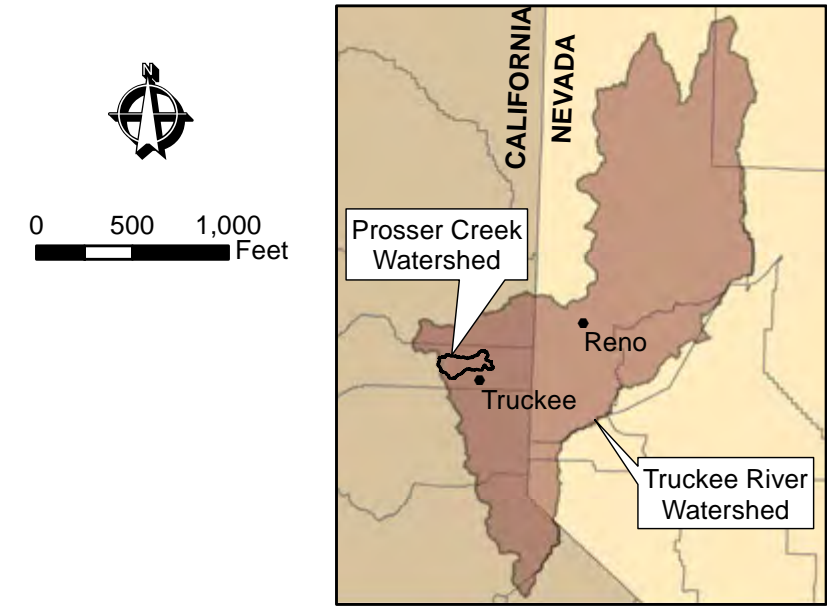 N
0 500 1,000
Feet
CALIFORNIA
NEVADA
Prosser Creek
Watershed
Reno
Truckee
Truckee River
Watershed